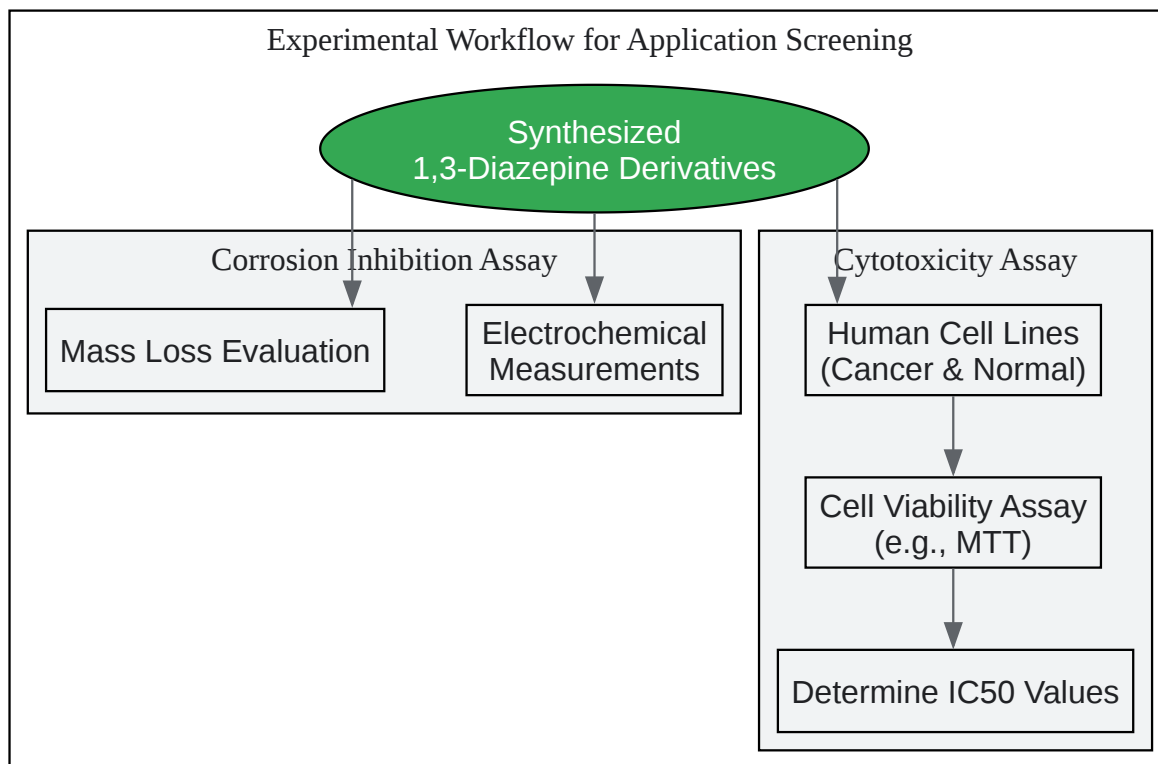 Experimental Workflow for Application Screening
Synthesized
1,3-Diazepine Derivatives
Corrosion Inhibition Assay
Mass Loss Evaluation
Electrochemical
Measurements
Cytotoxicity Assay
Human Cell Lines
(Cancer & Normal)
Cell Viability Assay
(e.g., MTT)
Determine IC50 Values